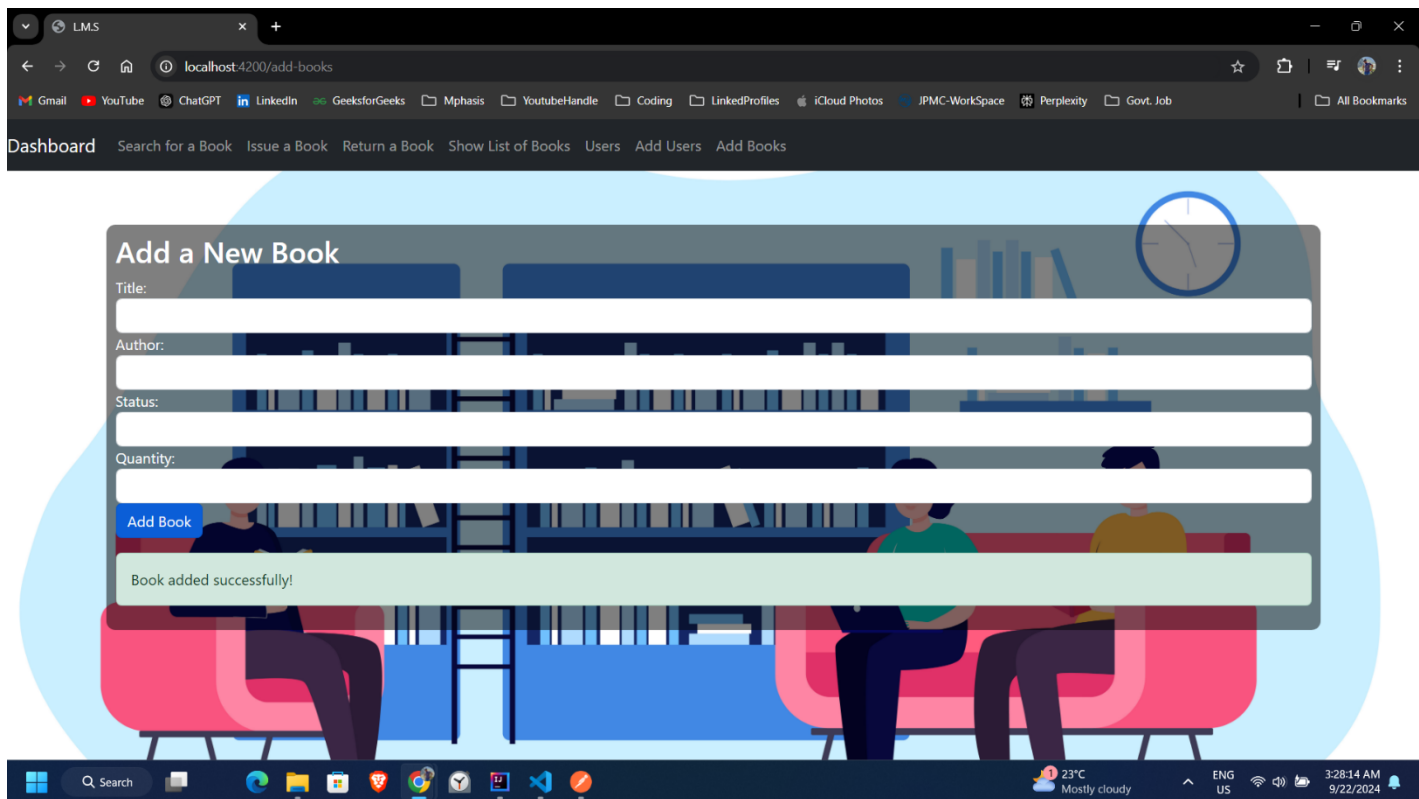 L.M.S
localhost:4200/add-books
Gmail YouTube ChatGPT LinkedIn GeeksforGeeks Mphasis YoutubeHandle Coding LinkedProfiles iCloud Photos JPMC-WorkSpace Perplexity Govt. Job All Bookmarks
Dashboard Search for a Book Issue a Book Return a Book Show List of Books Users Add Users Add Books
Add a New Book
Title:
Author:
Status:
Quantity:
Add Book
Book added successfully!
Search
1
23°C
Mostly cloudy
ENG
US
3:28:14 AM
9/22/2024